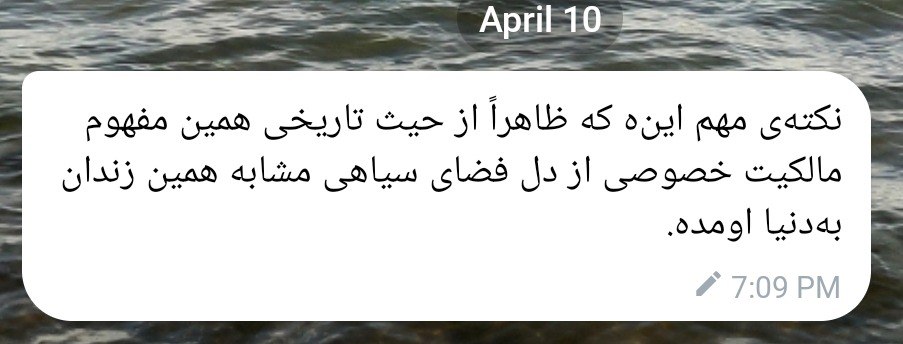 April 10
نکته‌ی مهم این‌ه که ظاهراً از حیث تاریخی همین مفهوم
مالکیت خصوصی از دل فضای سیاهی مشابه همین زندان
به‌دنیا اومده.
7:09 PM